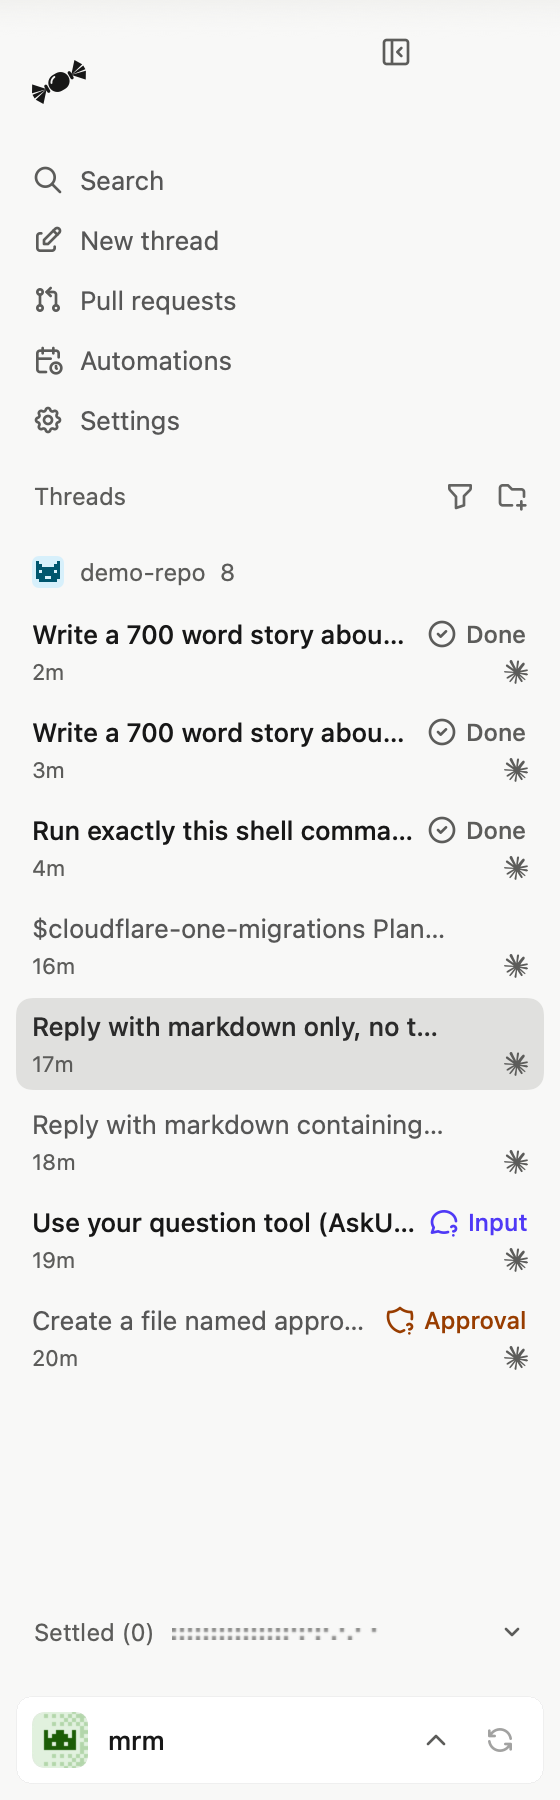 Search
New thread
Pull requests
Automations
Settings
Threads
demo-repo 8
Write a 700 word story abou... Done
2m
Write a 700 word story abou... Done
3m
Run exactly this shell comma... Done
4m
$cloudflare-one-migrations Plan...
16m
Reply with markdown only, no t...
17m
Reply with markdown containing...
18m
Use your question tool (AskU... Input
19m
Create a file named appro... Approval
20m
Settled (0)
mrm